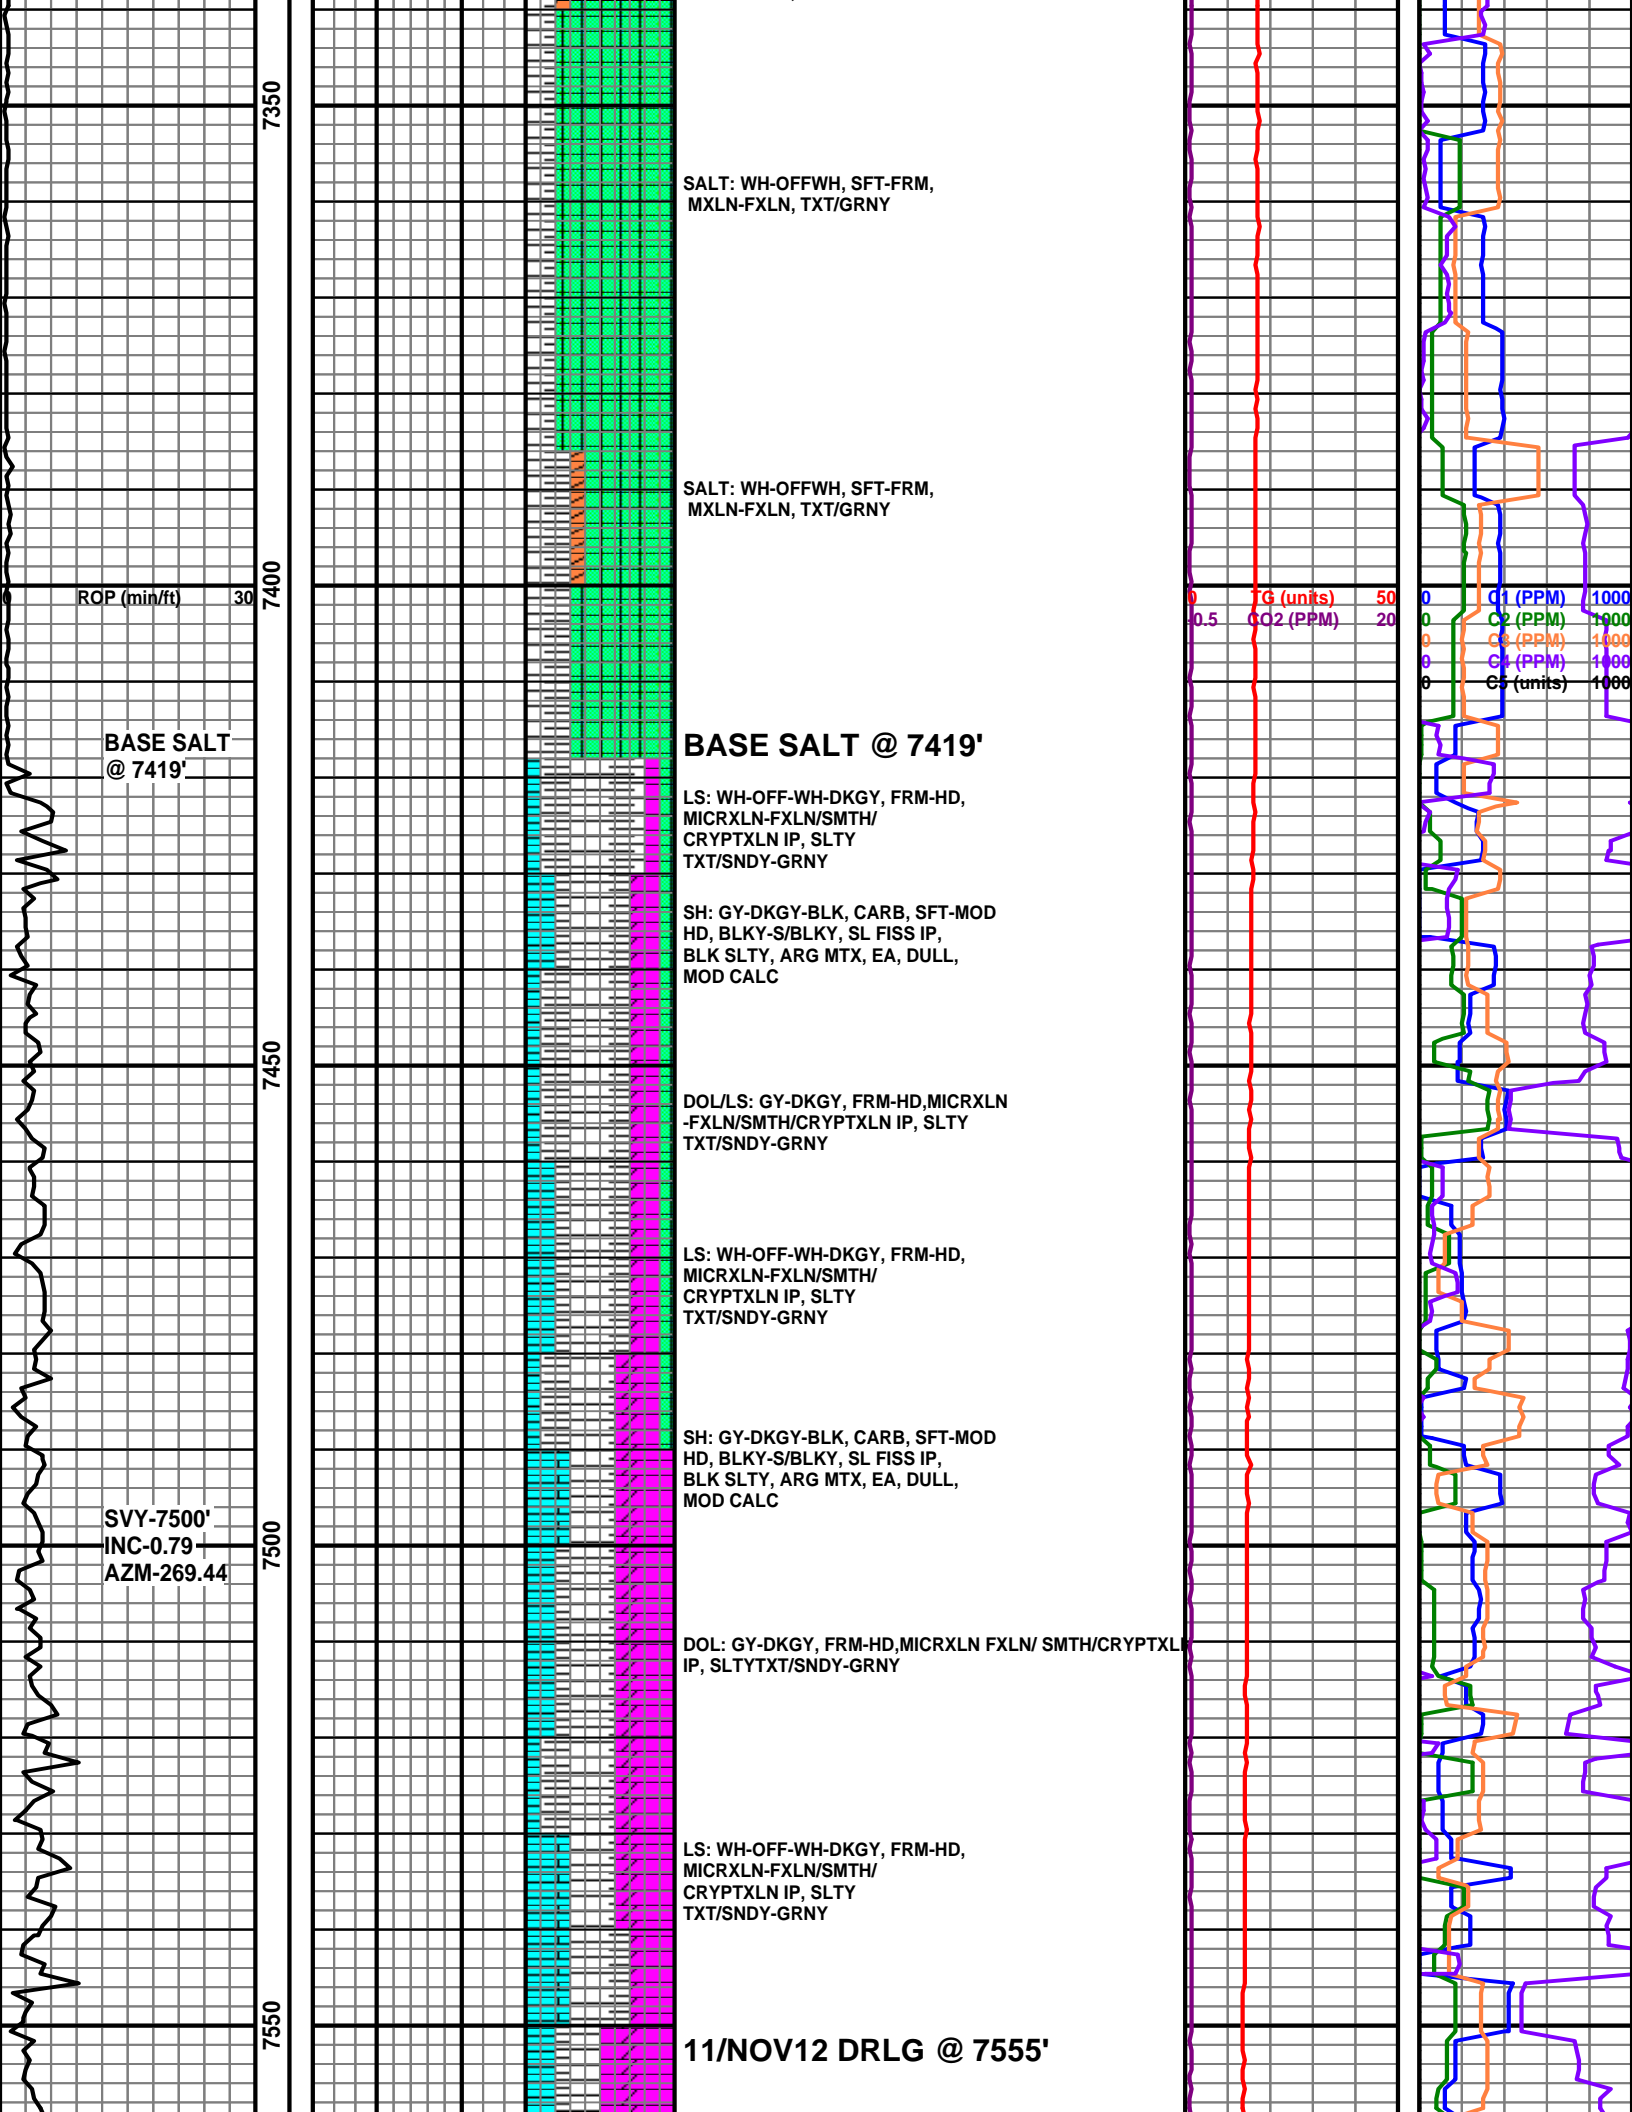 7350
SALT: WH-OFFWH, SFT-FRM,
MXLN-FXLN, TXT/GRNY
SALT: WH-OFFWH, SFT-FRM,
MXLN-FXLN, TXT/GRNY
7400
0 ROP (min/ft) 30
0 TG (units) 50
0.5 CO2 (PPM) 20
0 C1 (PPM) 1000
0 C2 (PPM) 1000
0 C3 (PPM) 1000
0 C4 (PPM) 1000
0 C5 (units) 1000
BASE SALT
@ 7419'
BASE SALT @ 7419'
LS: WH-OFF-WH-DKGY, FRM-HD,
MICRXLN-FXLN/SMTH/
CRYPTXLN IP, SLTY
TXT/SNDY-GRNY
SH: GY-DKGY-BLK, CARB, SFT-MOD
HD, BLKY-S/BLKY, SL FISS IP,
BLK SLTY, ARG MTX, EA, DULL,
MOD CALC
7450
DOL/LS: GY-DKGY, FRM-HD,MICRXLN
-FXLN/SMTH/CRYPTXLN IP, SLTY
TXT/SNDY-GRNY
LS: WH-OFF-WH-DKGY, FRM-HD,
MICRXLN-FXLN/SMTH/
CRYPTXLN IP, SLTY
TXT/SNDY-GRNY
SH: GY-DKGY-BLK, CARB, SFT-MOD
HD, BLKY-S/BLKY, SL FISS IP,
BLK SLTY, ARG MTX, EA, DULL,
MOD CALC
SVY-7500'
INC-0.79
AZM-269.44
7500
DOL: GY-DKGY, FRM-HD,MICRXLN FXLN/ SMTH/CRYPTXL
IP, SLTYTXT/SNDY-GRNY
LS: WH-OFF-WH-DKGY, FRM-HD,
MICRXLN-FXLN/SMTH/
CRYPTXLN IP, SLTY
TXT/SNDY-GRNY
7550
11/NOV12 DRLG @ 7555'